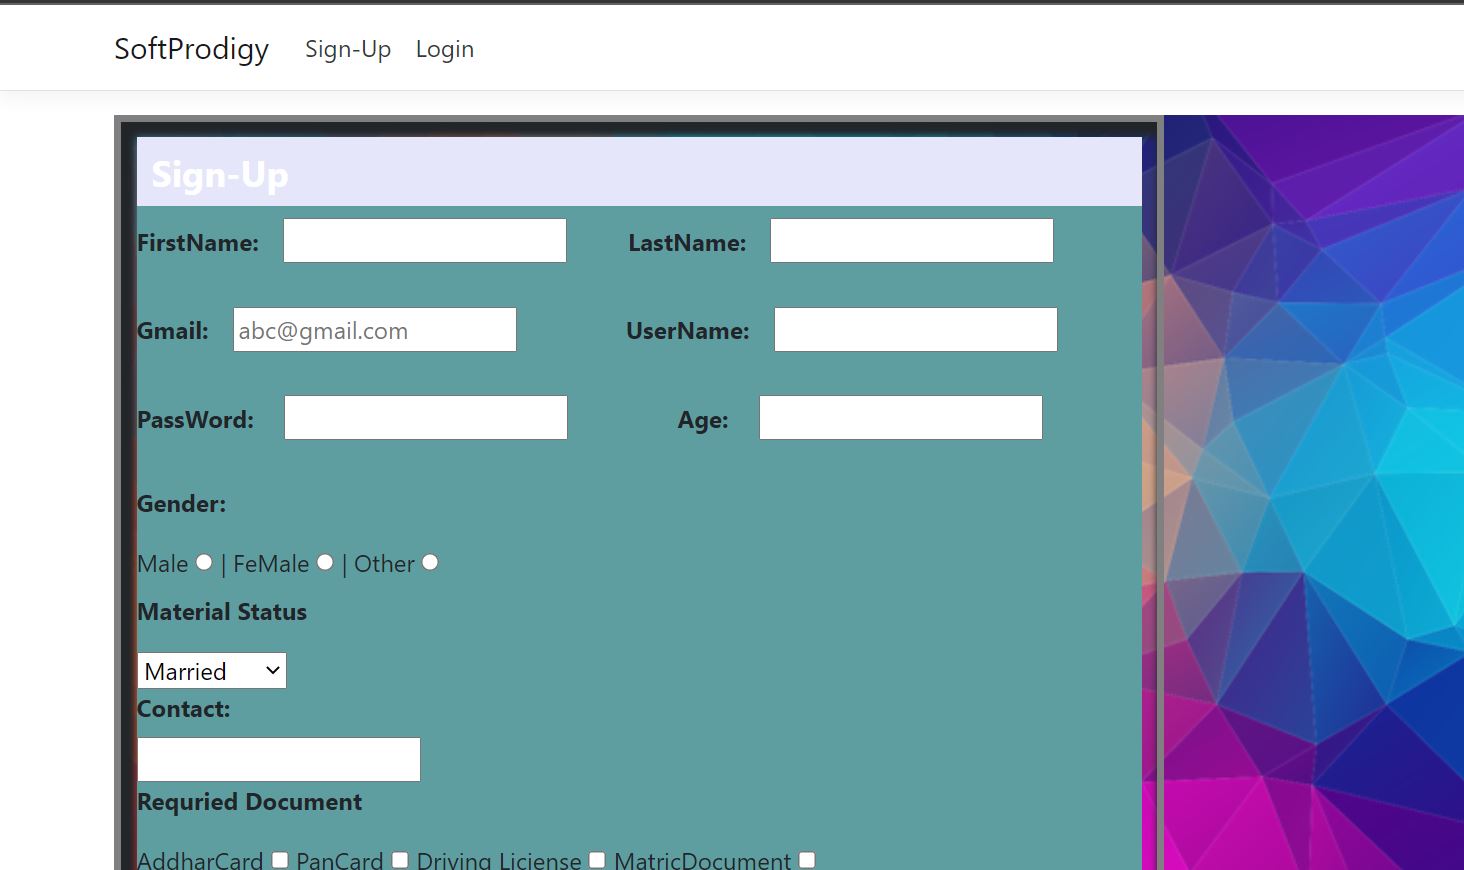 SoftProdigy Sign-Up Login
Sign-Up
FirstName: LastName:
Gmail: abc@gmail.com UserName:
PassWord: Age:
Gender:
Male | FeMale | Other
Material Status
Married
Contact:
Requried Document
AddharCard PanCard Driving Liciense MatricDocument